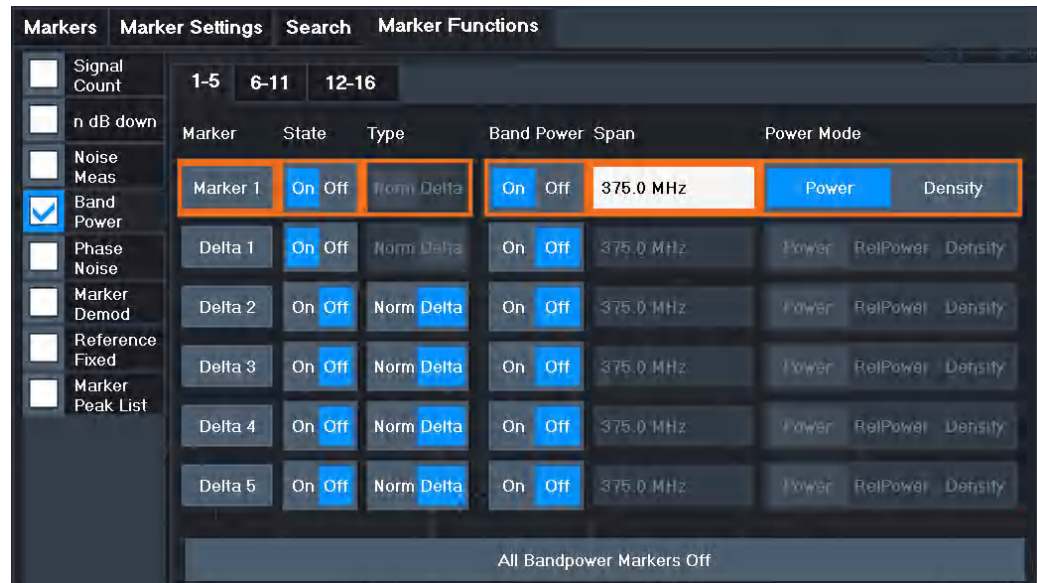 Markers Marker Settings Search Marker Functions
Signal
Count
n dB down
Noise
Meas
Band
Power
Phase
Noise
Marker
Demod
Reference
Fixed
Marker
Peak List
1-5 6-11 12-16
Marker State Type Band Power Span Power Mode
Marker 1 On Off Norm Delta On Off 375.0 MHz Power Density
Delta 1 On Off Norm Delta On Off 375.0 MHz Power RelPower Density
Delta 2 On Off Norm Delta On Off 375.0 MHz Power RelPower Density
Delta 3 On Off Norm Delta On Off 375.0 MHz Power RelPower Density
Delta 4 On Off Norm Delta On Off 375.0 MHz Power RelPower Density
Delta 5 On Off Norm Delta On Off 375.0 MHz Power RelPower Density
All Bandpower Markers Off